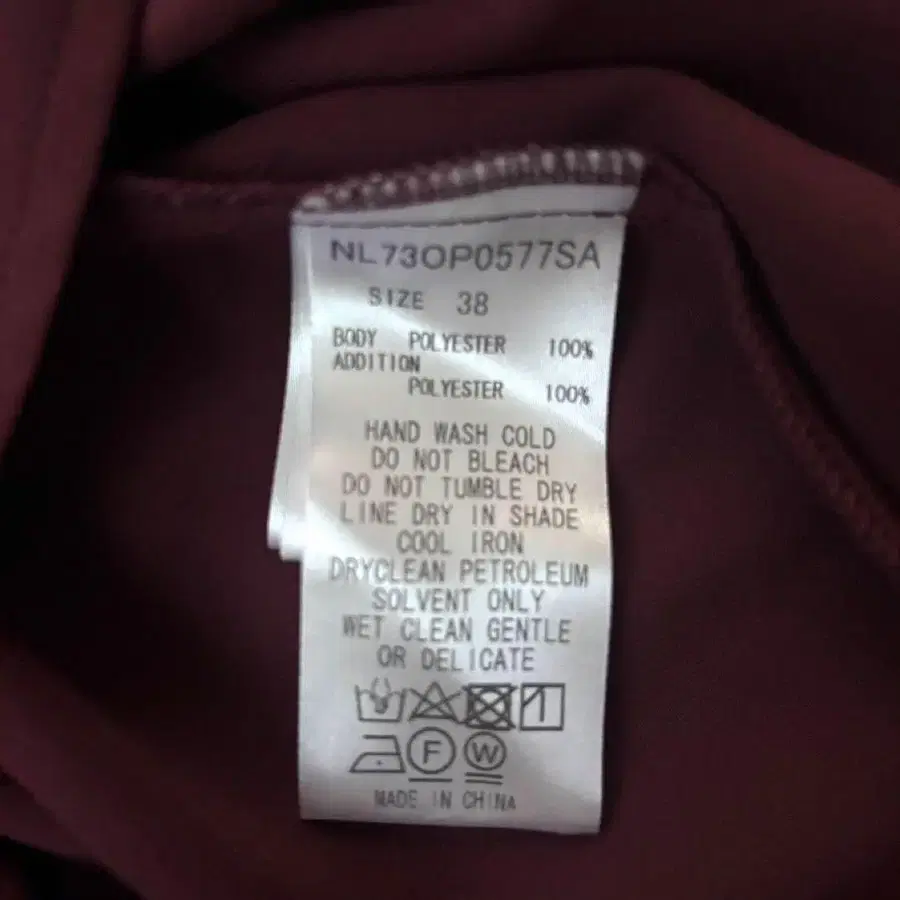 NL73OP0577SA
SIZE 38
BODY POLYESTER 100%
ADDITION
POLYESTER 100%
HAND WASH COLD
DO NOT BLEACH
DO NOT TUMBLE DRY
LINE DRY IN SHADE
COOL IRON
DRYCLEAN PETROLEUM
SOLVENT ONLY
WET CLEAN GENTLE
OR DELICATE
F W
MADE IN CHINA